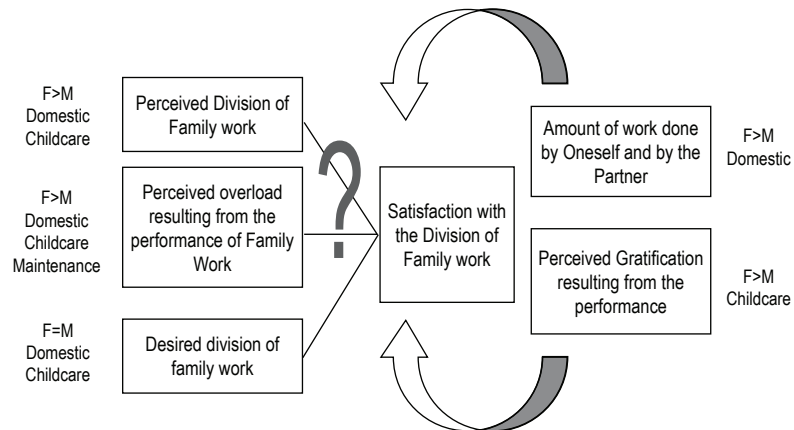 F>M
Domestic
Childcare
Perceived Division of
Family work
F>M
Domestic
Childcare
Maintenance
Perceived overload
resulting from the
performance of Family
Work
F=M
Domestic
Childcare
Desired division of
family work
?
Satisfaction with
the Division of
Family work
Amount of work done
by Oneself and by the
Partner
F>M
Domestic
Perceived Gratification
resulting from the
performance
F>M
Childcare